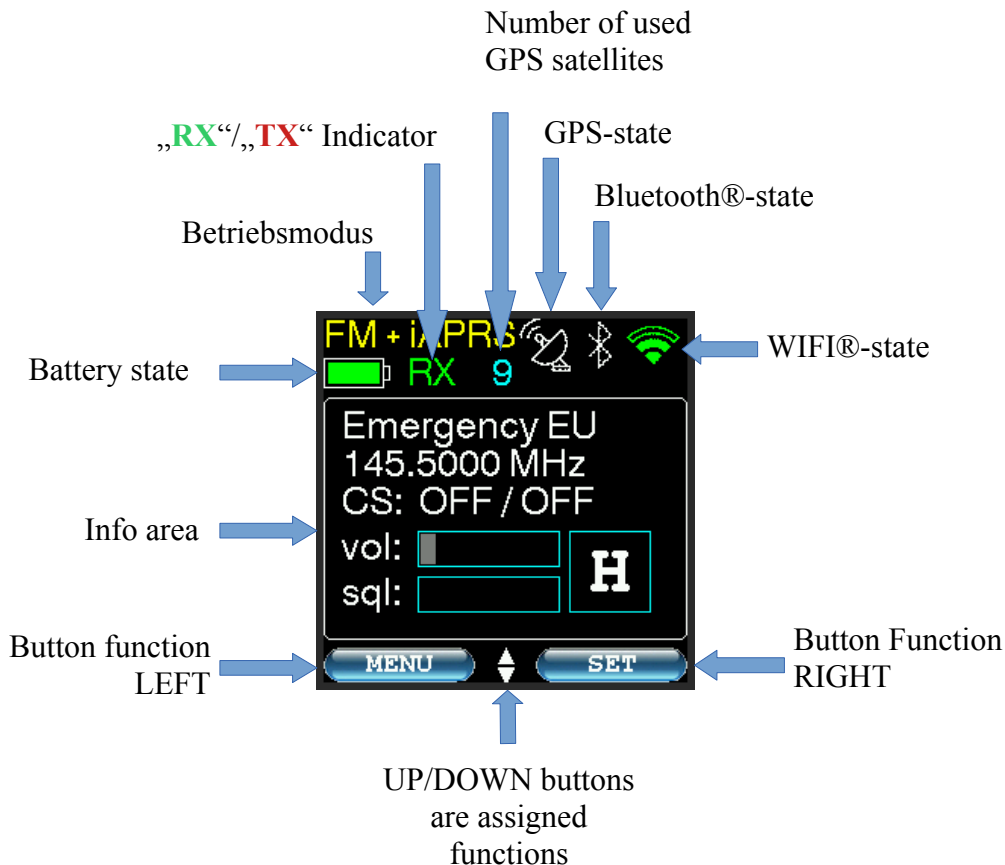 Number of used
GPS satellites
„RX“/„TX“ Indicator
GPS-state
Bluetooth®-state
Betriebsmodus
FM + iAPRS
WIFI®-state
Battery state
RX 9
Emergency EU
145.5000 MHz
CS: OFF / OFF
Info area
vol:
H
sql:
Button function
LEFT
MENU
SET
Button Function
RIGHT
UP/DOWN buttons
are assigned
functions